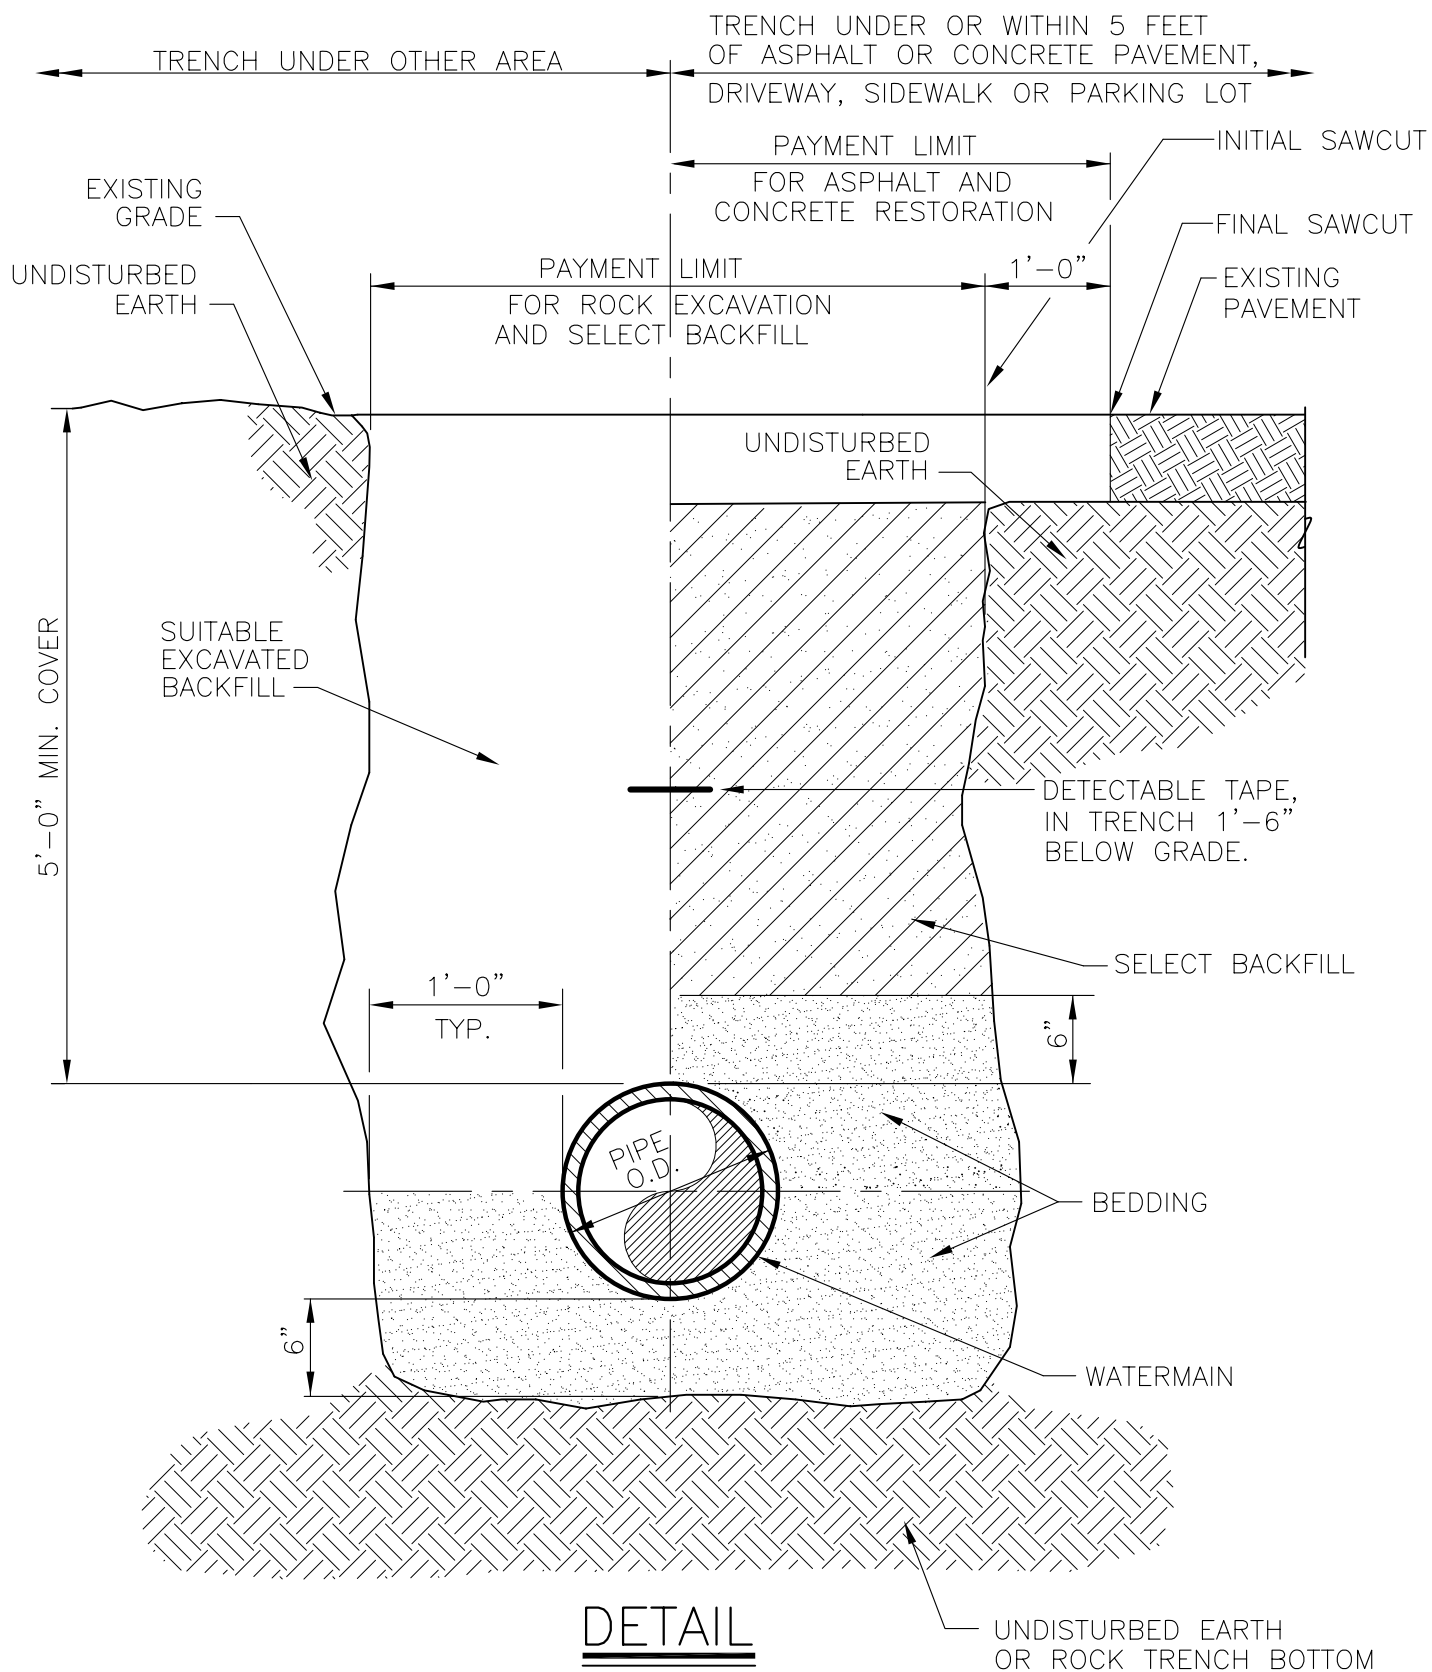 TRENCH UNDER OTHER AREA
TRENCH UNDER OR WITHIN 5 FEET
OF ASPHALT OR CONCRETE PAVEMENT,
DRIVEWAY, SIDEWALK OR PARKING LOT
PAYMENT LIMIT
FOR ASPHALT AND
CONCRETE RESTORATION
INITIAL SAWCUT
EXISTING
GRADE
FINAL SAWCUT
UNDISTURBED
EARTH
PAYMENT LIMIT
FOR ROCK EXCAVATION
AND SELECT BACKFILL
1'-0"
EXISTING
PAVEMENT
UNDISTURBED
EARTH
5'-0" MIN. COVER
SUITABLE
EXCAVATED
BACKFILL
DETECTABLE TAPE,
IN TRENCH 1'-6"
BELOW GRADE.
SELECT BACKFILL
1'-0"
TYP.
6"
PIPE
O.D.
BEDDING
6"
WATERMAIN
UNDISTURBED EARTH
OR ROCK TRENCH BOTTOM
DETAIL